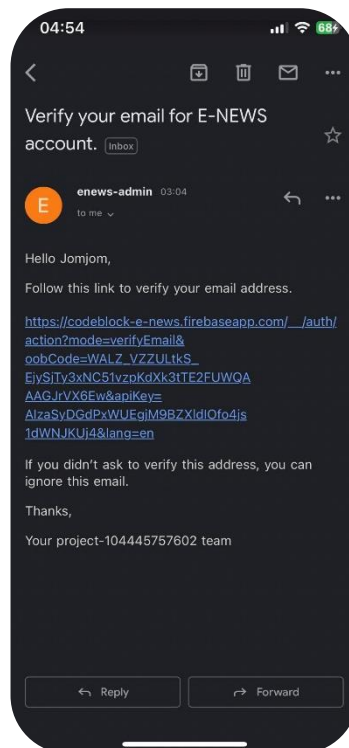 04:54
68
Verify your email for E-NEWS
account. Inbox
E
enews-admin 03:04
to me
Hello Jomjom,
Follow this link to verify your email address.
https://codeblock-e-news.firebaseapp.com/__/auth/
action?mode=verifyEmail&
oobCode=WALZ_VZZULtkS_
EjySjTy3xNC51vzpKdXk3tTE2FUWQA
AAGJrVX6Ew&apiKey=
AIzaSyDGdPxWUEgjM9BZXldIOfo4js
1dWNJKUj4&lang=en
If you didn't ask to verify this address, you can
ignore this email.
Thanks,
Your project-104445757602 team
Reply
Forward